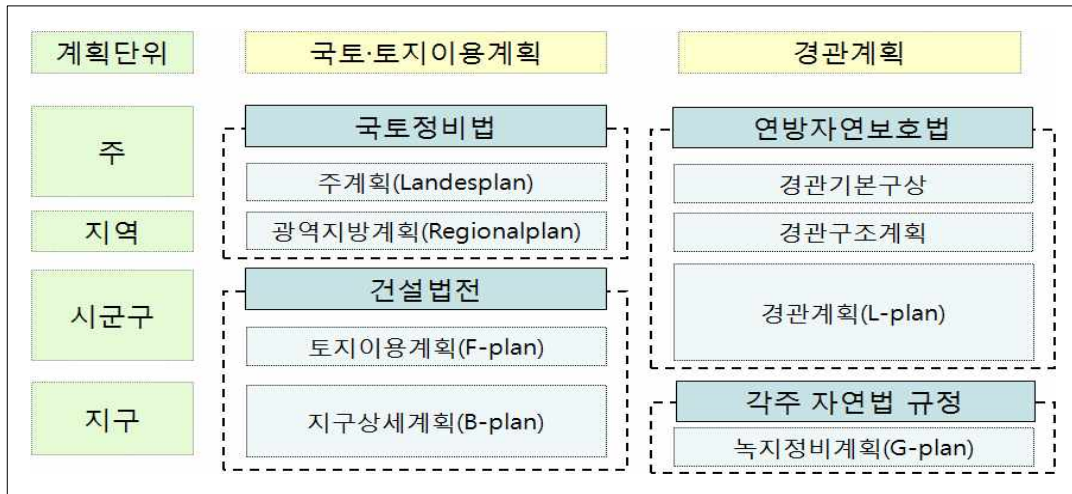 계획단위
국토·토지이용계획
경관계획
주
국토정비법
연방자연보호법
주계획(Landesplan)
경관기본구상
지역
광역지방계획(Regionalplan)
경관구조계획
시군구
건설법전
경관계획(L-plan)
토지이용계획(F-plan)
지구
지구상세계획(B-plan)
각주 자연법 규정
녹지정비계획(G-plan)